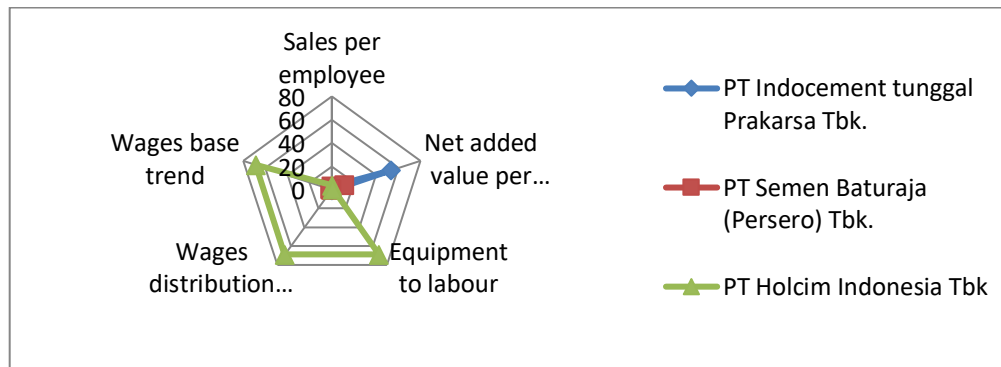 Sales per
employee
80
60
40
20
0
Net added
value per...
Equipment
to labour
Wages
distribution...
Wages base
trend
PT Indocement tunggal
Prakarsa Tbk.
PT Semen Baturaja
(Persero) Tbk.
PT Holcim Indonesia Tbk